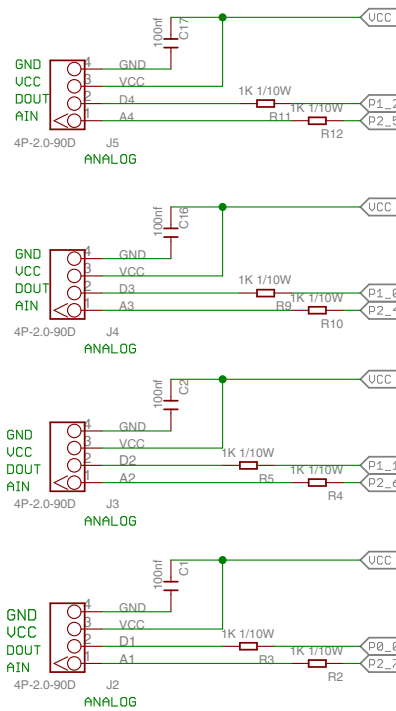 100nf C17 VCC
GND 4 GND
VCC 3 VCC
DOUT 2 D4 1K 1/10W P1_2
AIN 1 A4 R11 1K 1/10W P2_5
4P-2.0-90D J5 R12
ANALOG
100nf C16 VCC
GND 4 GND
VCC 3 VCC
DOUT 2 D3 1K 1/10W P1_0
AIN 1 A3 R9 1K 1/10W P2_4
4P-2.0-90D J4 R10
ANALOG
100nf C2 VCC
GND 4 GND
VCC 3 VCC
DOUT 2 D2 1K 1/10W P1_1
AIN 1 A2 R5 1K 1/10W P2_6
4P-2.0-90D J3 R4
ANALOG
100nf C1 VCC
GND 4 GND
VCC 3 VCC
DOUT 2 D1 1K 1/10W P0_0
AIN 1 A1 R3 1K 1/10W P2_7
4P-2.0-90D J2 R2
ANALOG